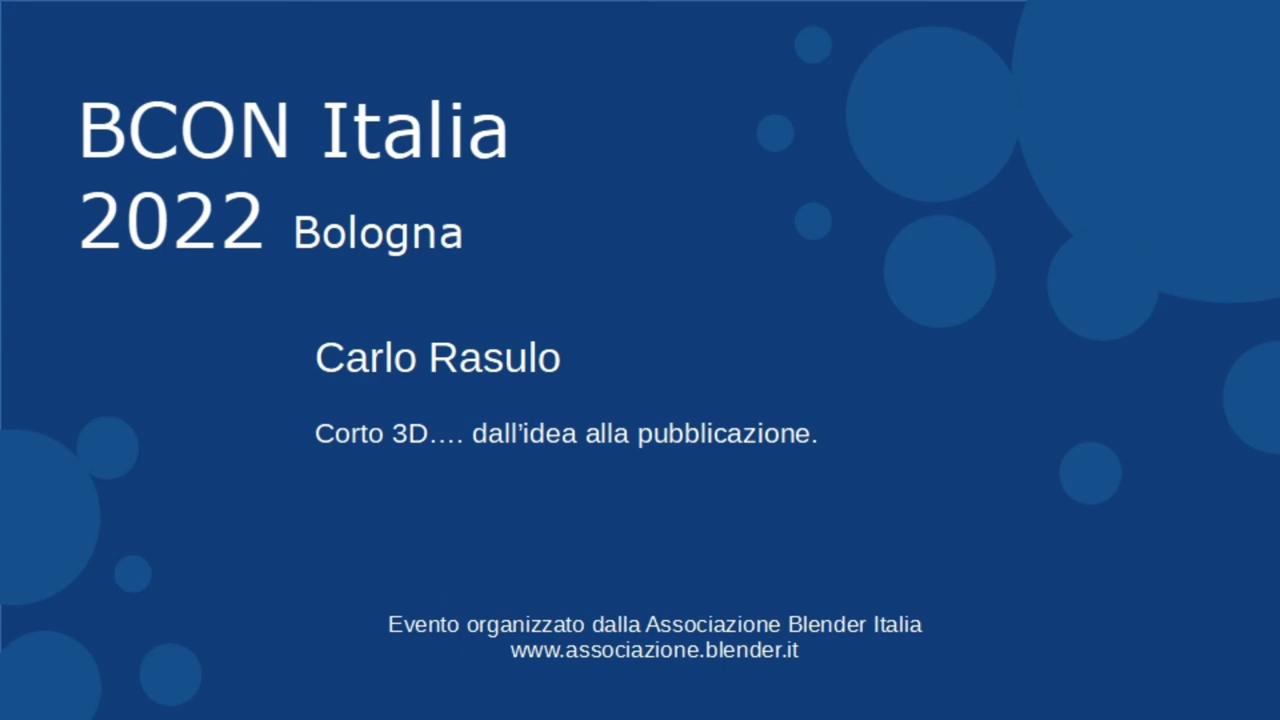 BCON Italia
2022 Bologna
Carlo Rasulo
Corto 3D.... dall’idea alla pubblicazione.
Evento organizzato dalla Associazione Blender Italia
www.associazione.blender.it